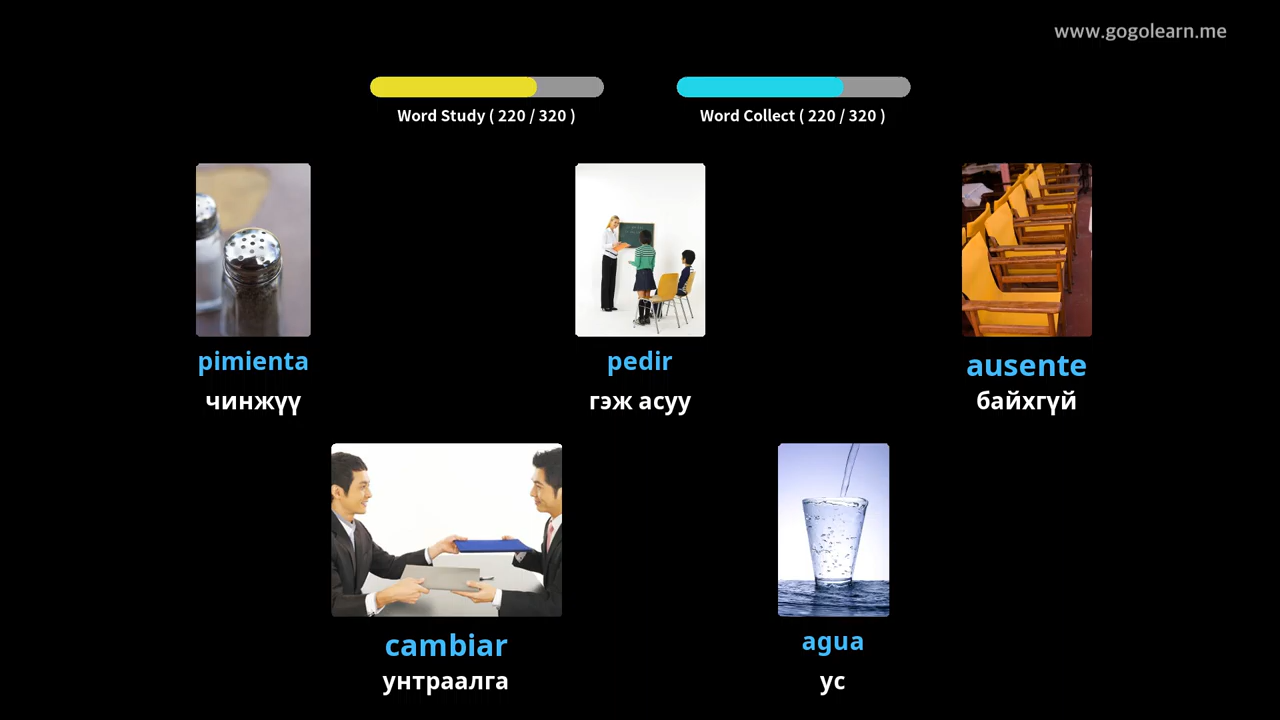 www.gogolearn.me
Word Study ( 220 / 320 )
Word Collect ( 220 / 320 )
pimienta
чинжүү
pedir
гэж асуу
ausente
байхгүй
cambiar
унтраалга
agua
ус